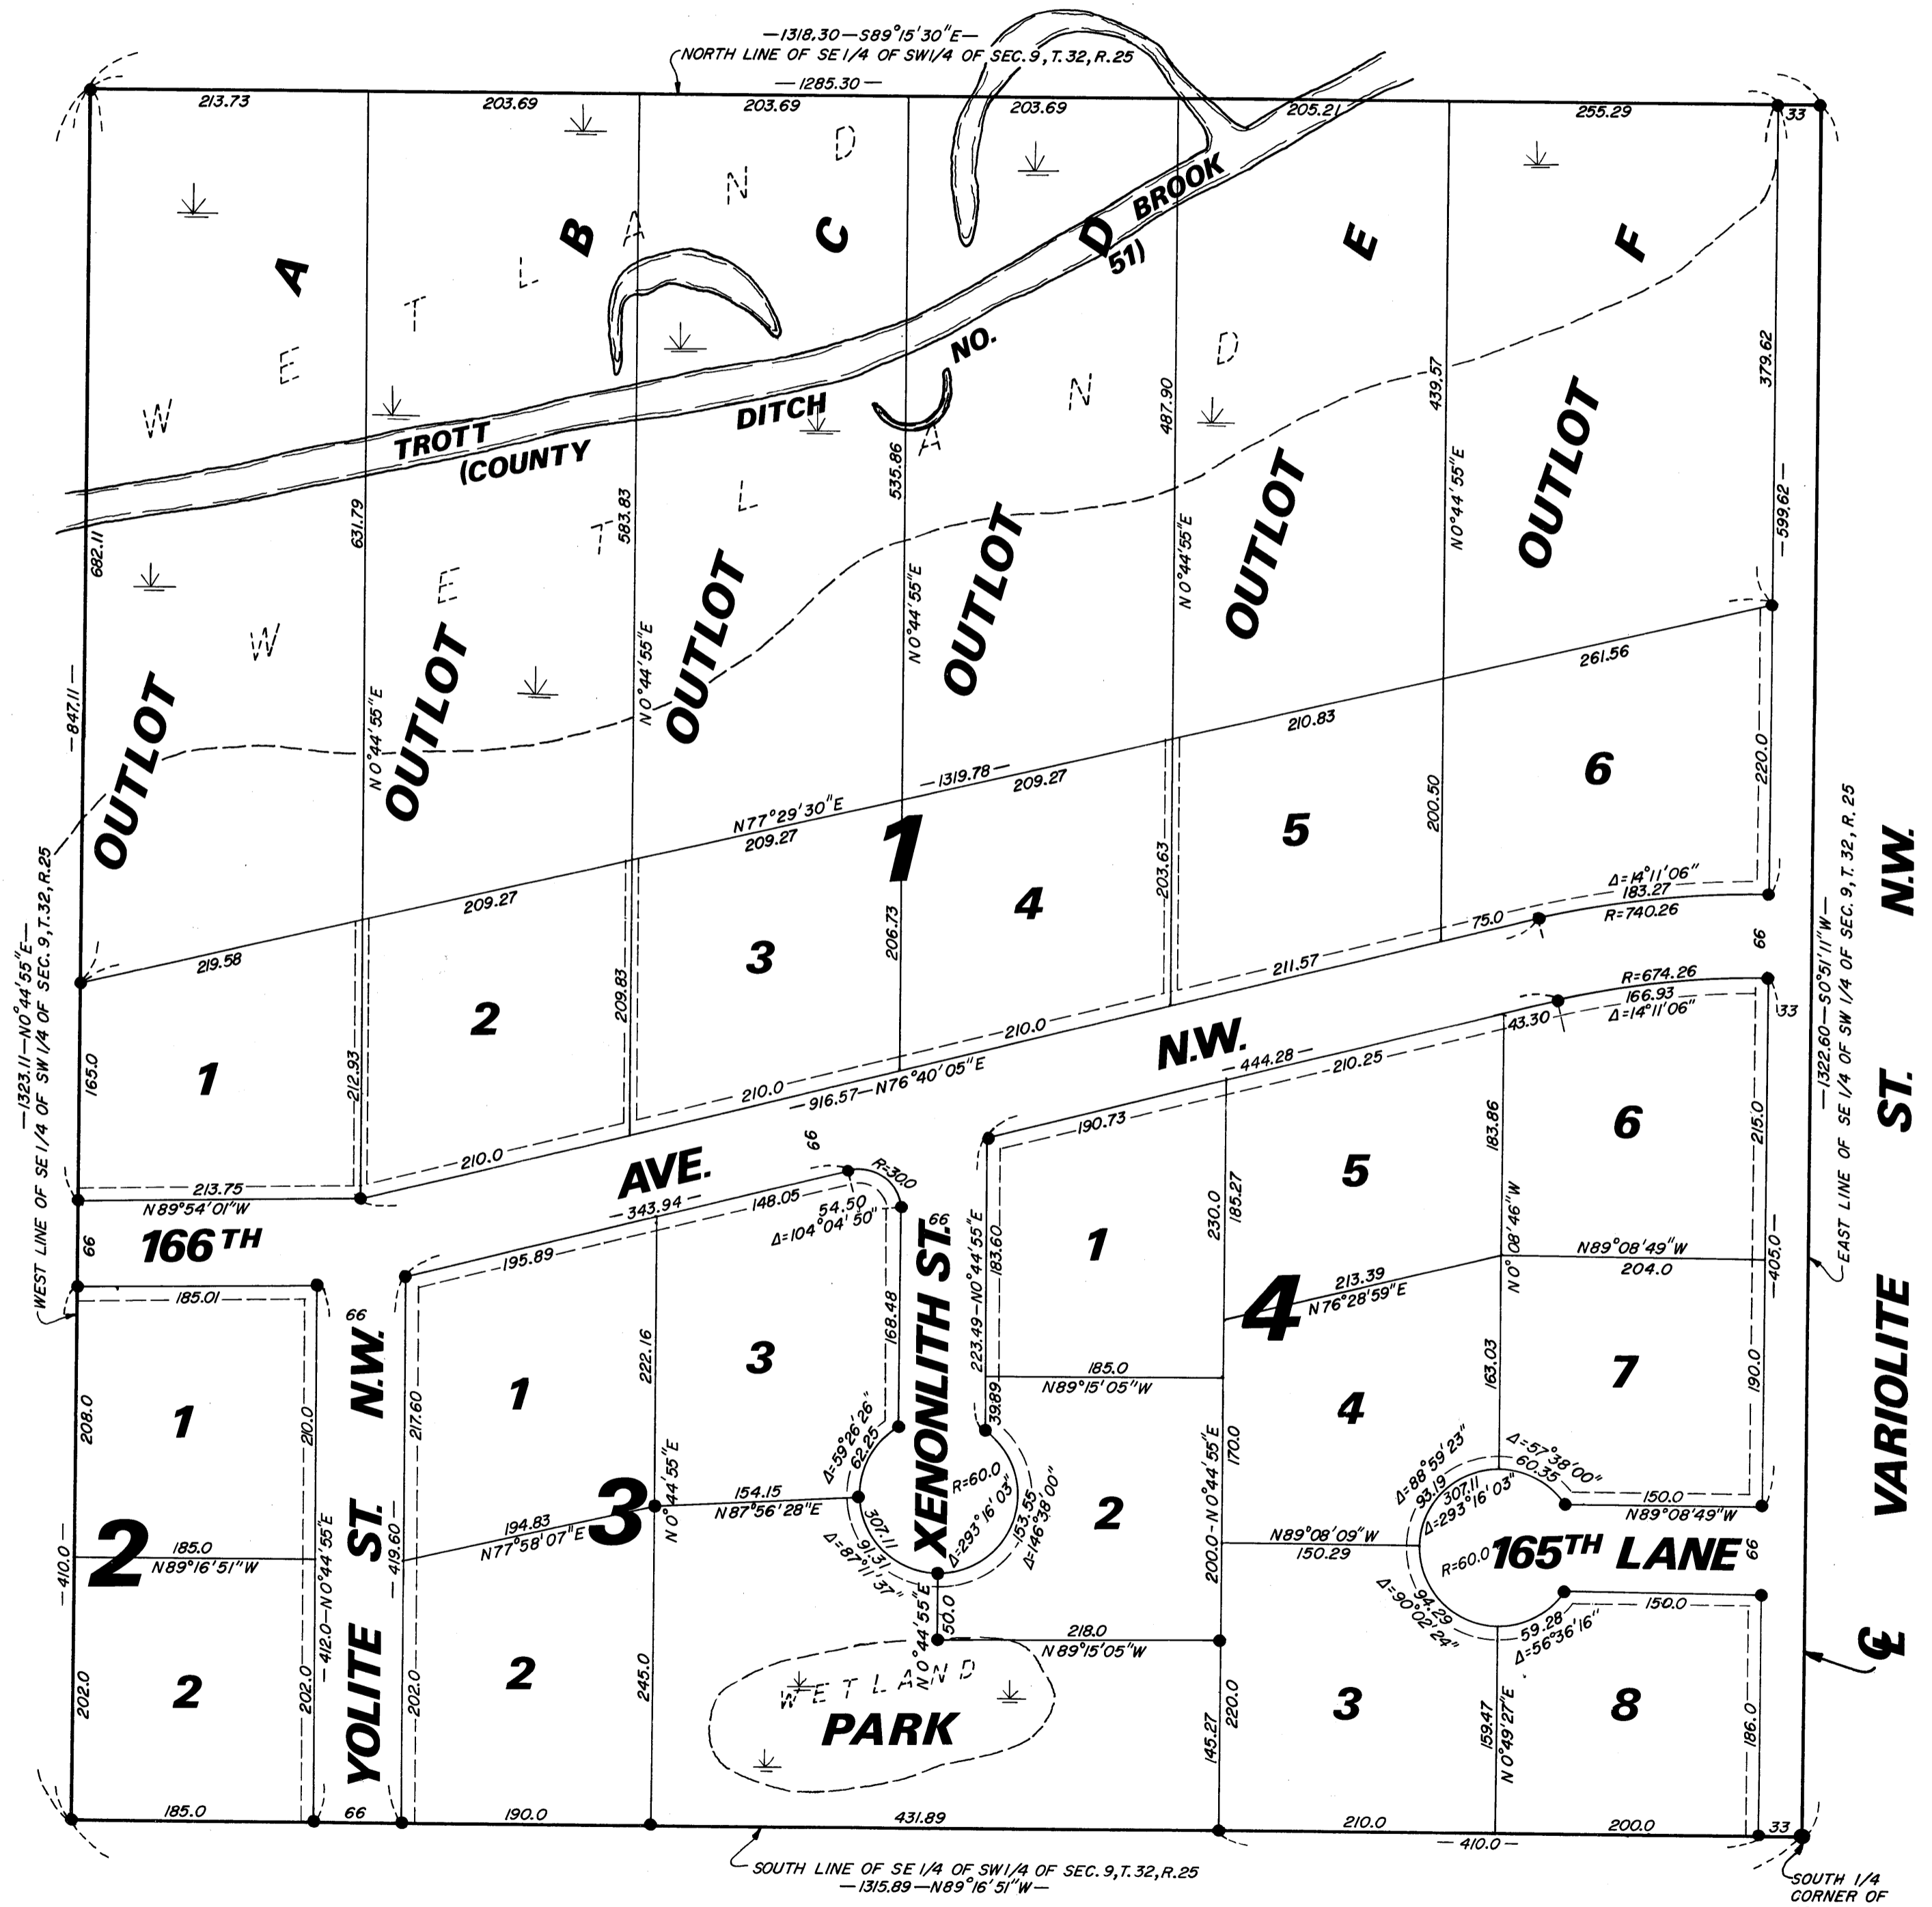 —1318.30—S89°15'30"E—
NORTH LINE OF SE 1/4 OF SW1/4 OF SEC. 9, T. 32, R.25
—1285.30—
213.73
203.69
203.69
203.69
205.21
255.29
33
W E T L A N D
W E T L A N D
TROTT BROOK
(COUNTY DITCH NO. 51)
OUTLOT A
OUTLOT B
OUTLOT C
OUTLOT D
OUTLOT E
OUTLOT F
682.11
—847.11—
631.79
N 0°44'55"E
583.83
N 0°44'55"E
535.86
N 0°44'55"E
487.90
N 0°44'55"E
439.57
N 0°44'55"E
379.62
—599.62—
—1323.11—N0°44'55"E—
WEST LINE OF SE 1/4 OF SW 1/4 OF SEC. 9, T.32, R.25
219.58
209.27
N77°29'30"E
209.27
—1319.78—
209.27
210.83
261.56
1
1
2
3
4
5
6
165.0
212.93
209.83
206.73
203.63
200.50
220.0
213.75
N89°54'01"W
210.0
210.0
210.0
—916.57—N76°40'05"E
211.57
75.0
Δ=14°11'06"
183.27
R=740.26
66
R=674.26
166.93
Δ=14°11'06"
33
43.30
66
166TH AVE. N.W.
66
—1322.60—S0°51'11"W—
EAST LINE OF SE 1/4 OF SW 1/4 OF SEC. 9, T. 32, R. 25
VARIOLITE ST. N.W.
℄
2
185.01
1
208.0
210.0
185.0
N89°16'51"W
—410.0—
2
202.0
202.0
—412.0—N0°44'55"E
185.0
66
YOLITE ST. N.W.
66
3
195.89
—343.94—
148.05
54.50
Δ=104°04'50"
R=30.0
1
217.60
—419.60—
222.16
194.83
N77°58'07"E
2
202.0
245.0
190.0
3
N 0°44'55"E
154.15
N87°56'28"E
168.48
Δ=59°26'26"
62.25
307.11
91.31
Δ=87°11'37"
XENONLITH ST.
66
R=60.0
Δ=293°16'03"
153.55
Δ=146°38'00"
N 0°44'55"E
50.0
WETLAND
PARK
431.89
218.0
N89°15'05"W
145.27
4
190.73
—444.28—
210.25
223.49—N0°44'55"E
183.60
39.89
1
230.0
185.27
185.0
N89°15'05"W
2
200.0—N0°44'55"E
170.0
5
183.86
N0°08'46"W
213.39
N76°28'59"E
6
215.0
N89°08'49"W
204.0
—405.0—
4
163.03
7
190.0
Δ=88°59'23"
93.19
307.11
Δ=293°16'03"
Δ=57°38'00"
60.35
150.0
N89°08'49"W
N89°08'09"W
150.29
R=60.0
165TH LANE
66
94.29
Δ=90°02'24"
59.28
Δ=56°36'16"
150.0
3
220.0
159.47
N0°49'27"E
8
186.0
210.0
—410.0—
200.0
33
SOUTH LINE OF SE 1/4 OF SW1/4 OF SEC. 9, T. 32, R.25
—1315.89—N89°16'51"W—
SOUTH 1/4
CORNER OF